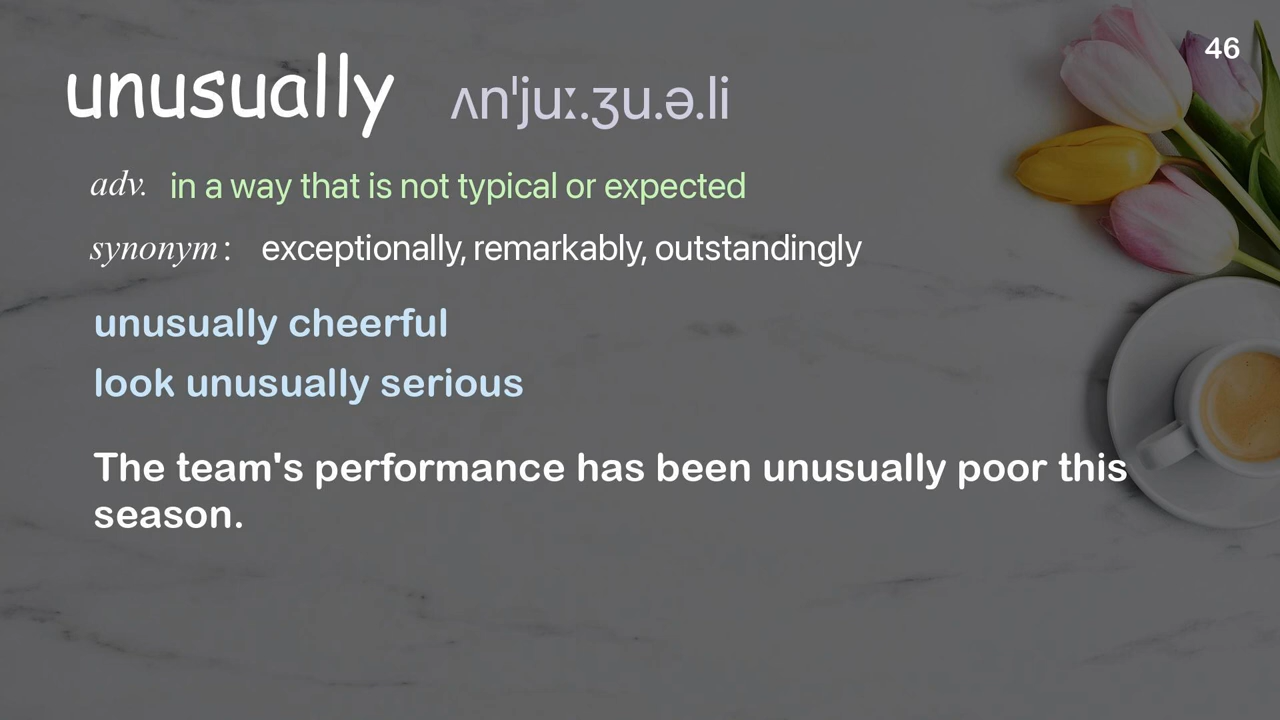 46
unusually ʌnˈjuː.ʒu.ə.li
adv. in a way that is not typical or expected
synonym: exceptionally, remarkably, outstandingly
unusually cheerful
look unusually serious
The team's performance has been unusually poor this
season.